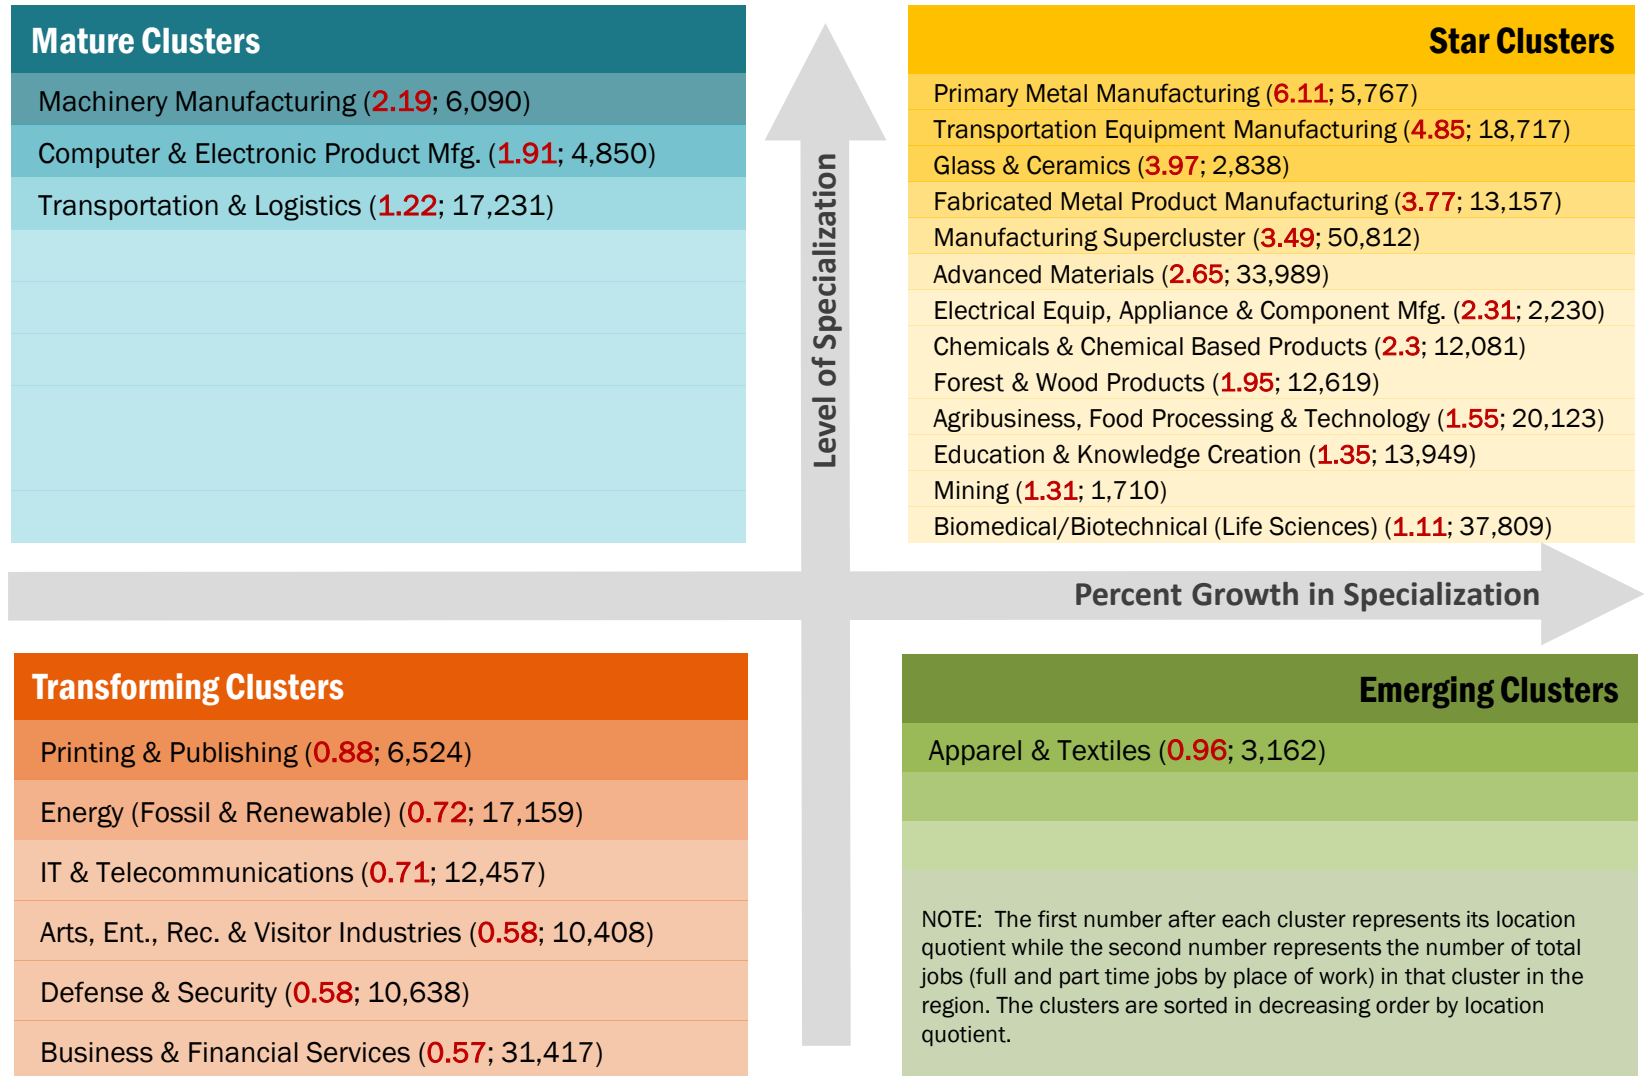 Mature Clusters
Machinery Manufacturing (2.19; 6,090)
Computer & Electronic Product Mfg. (1.91; 4,850)
Transportation & Logistics (1.22; 17,231)
Star Clusters
Primary Metal Manufacturing (6.11; 5,767)
Transportation Equipment Manufacturing (4.85; 18,717)
Glass & Ceramics (3.97; 2,838)
Fabricated Metal Product Manufacturing (3.77; 13,157)
Manufacturing Supercluster (3.49; 50,812)
Advanced Materials (2.65; 33,989)
Electrical Equip, Appliance & Component Mfg. (2.31; 2,230)
Chemicals & Chemical Based Products (2.3; 12,081)
Forest & Wood Products (1.95; 12,619)
Agribusiness, Food Processing & Technology (1.55; 20,123)
Education & Knowledge Creation (1.35; 13,949)
Mining (1.31; 1,710)
Biomedical/Biotechnical (Life Sciences) (1.11; 37,809)
Level of Specialization
Percent Growth in Specialization
Transforming Clusters
Printing & Publishing (0.88; 6,524)
Energy (Fossil & Renewable) (0.72; 17,159)
IT & Telecommunications (0.71; 12,457)
Arts, Ent., Rec. & Visitor Industries (0.58; 10,408)
Defense & Security (0.58; 10,638)
Business & Financial Services (0.57; 31,417)
Emerging Clusters
Apparel & Textiles (0.96; 3,162)
NOTE: The first number after each cluster represents its location
quotient while the second number represents the number of total
jobs (full and part time jobs by place of work) in that cluster in the
region. The clusters are sorted in decreasing order by location
quotient.